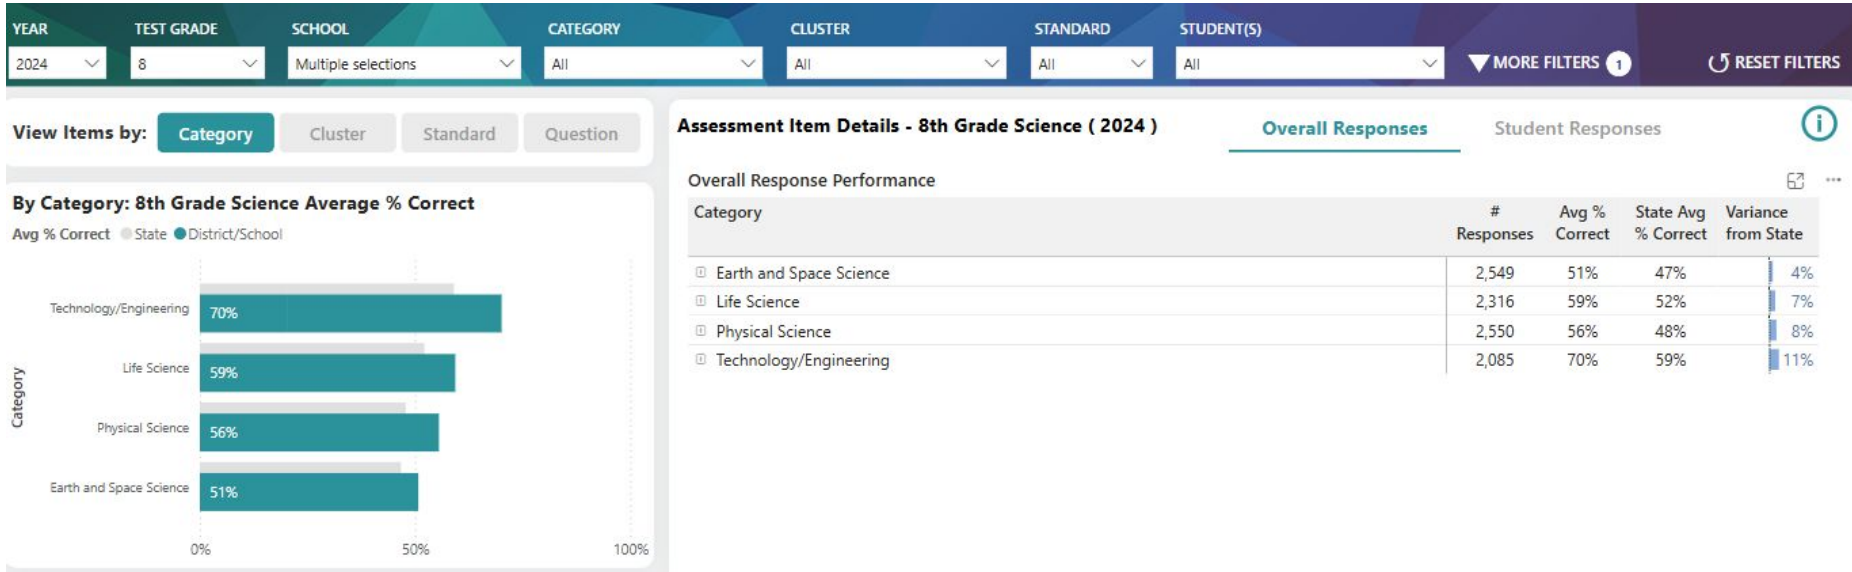 YEAR TEST GRADE SCHOOL CATEGORY CLUSTER STANDARD STUDENT(S)
2024 8 Multiple selections All All All All MORE FILTERS 1 RESET FILTERS
View Items by: Category Cluster Standard Question
By Category: 8th Grade Science Average % Correct
Avg % Correct State District/School
Category
Technology/Engineering 70%
Life Science 59%
Physical Science 56%
Earth and Space Science 51%
0% 50% 100%
Assessment Item Details - 8th Grade Science ( 2024 ) Overall Responses Student Responses i
Overall Response Performance
Category # Responses Avg % Correct State Avg % Correct Variance from State
Earth and Space Science 2,549 51% 47% 4%
Life Science 2,316 59% 52% 7%
Physical Science 2,550 56% 48% 8%
Technology/Engineering 2,085 70% 59% 11%